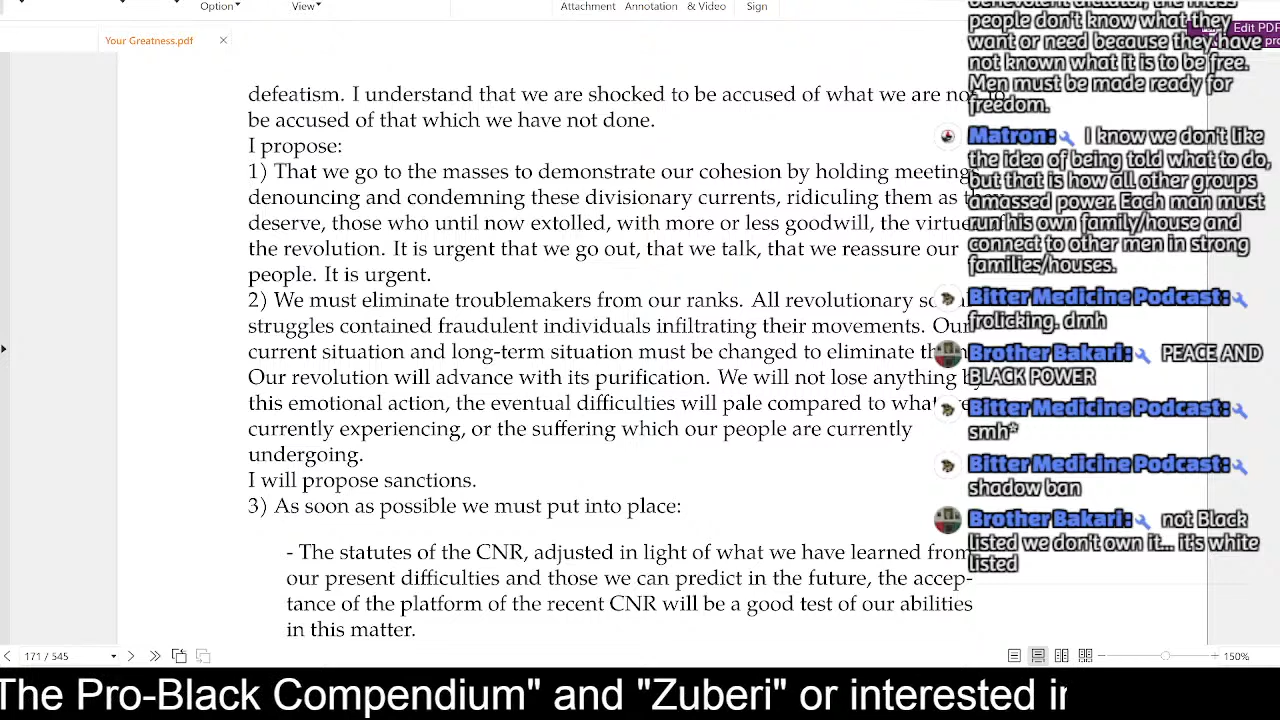 Option
View
Attachment Annotation & Video Sign
Edit PDF
Your Greatness.pdf
defeatism. I understand that we are shocked to be accused of what we are not
be accused of that which we have not done.
I propose:
1) That we go to the masses to demonstrate our cohesion by holding meetings
denouncing and condemning these divisionary currents, ridiculing them as
deserve, those who until now extolled, with more or less goodwill, the virtue
the revolution. It is urgent that we go out, that we talk, that we reassure our
people. It is urgent.
2) We must eliminate troublemakers from our ranks. All revolutionary
struggles contained fraudulent individuals infiltrating their movements. Our
current situation and long-term situation must be changed to eliminate
Our revolution will advance with its purification. We will not lose anything
this emotional action, the eventual difficulties will pale compared to
currently experiencing, or the suffering which our people are currently
undergoing.
I will propose sanctions.
3) As soon as possible we must put into place:
- The statutes of the CNR, adjusted in light of what we have learned from
our present difficulties and those we can predict in the future, the accep-
tance of the platform of the recent CNR will be a good test of our abilities
in this matter.
171 / 545
150%
benevolent dictator, the mass
people don't know what they
want or need because they have
not known what it is to be free.
Men must be made ready for
freedom.
Matron: I know we don't like
the idea of being told what to do,
but that is how all other groups
amassed power. Each man must
run his own family/house and
connect to other men in strong
families/houses.
Bitter Medicine Podcast:
frolicking. dmh
Brother Bakari: PEACE AND
BLACK POWER
Bitter Medicine Podcast:
smh*
Bitter Medicine Podcast:
shadow ban
Brother Bakari: not Black
listed we don't own it... it's white
listed
The Pro-Black Compendium" and "Zuberi" or interested in